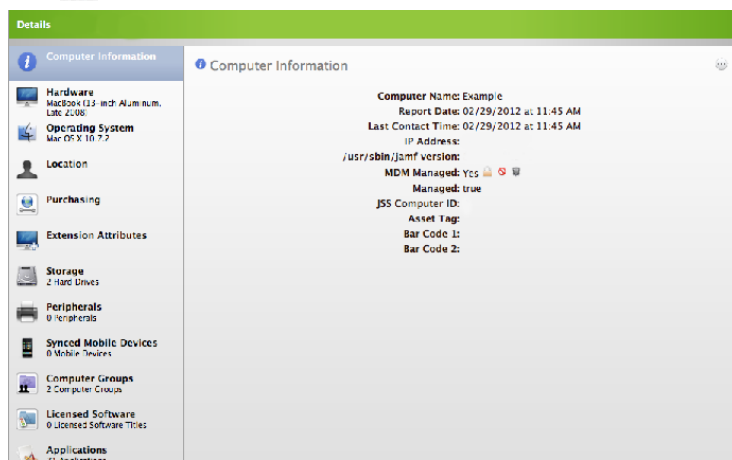 Details
Computer Information
Hardware
MacBook (13-inch Aluminum,
Late 2008)
Operating System
Mac OS X 10.7.2
Location
Purchasing
Extension Attributes
Storage
2 Hard Drives
Peripherals
0 Peripherals
Synced Mobile Devices
0 Mobile Devices
Computer Groups
2 Computer Groups
Licensed Software
0 Licensed Software Titles
Applications
Computer Information
Computer Name: Example
Report Date: 02/29/2012 at 11:45 AM
Last Contact Time: 02/29/2012 at 11:45 AM
IP Address:
/usr/sbin/jamf version:
MDM Managed: Yes
Managed: true
JSS Computer ID:
Asset Tag:
Bar Code 1:
Bar Code 2: